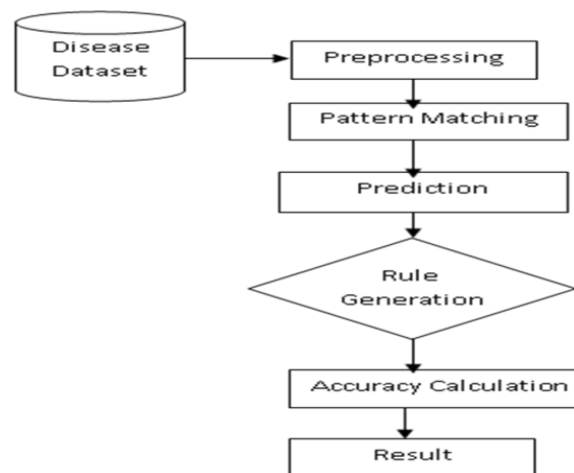 Disease
Dataset
Preprocessing
Pattern Matching
Prediction
Rule
Generation
Accuracy Calculation
Result